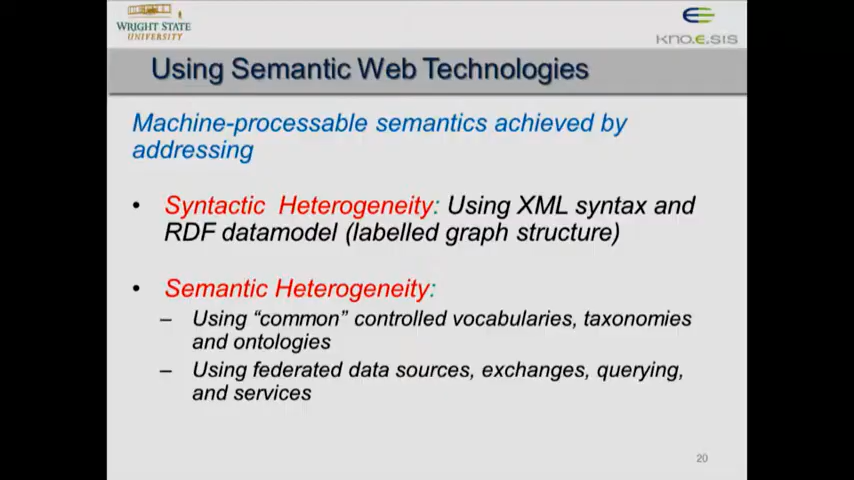 WRIGHT STATE
UNIVERSITY
KNO.E.SIS
Using Semantic Web Technologies
Machine-processable semantics achieved by
addressing
• Syntactic Heterogeneity: Using XML syntax and
RDF datamodel (labelled graph structure)
• Semantic Heterogeneity:
– Using “common” controlled vocabularies, taxonomies
and ontologies
– Using federated data sources, exchanges, querying,
and services
20